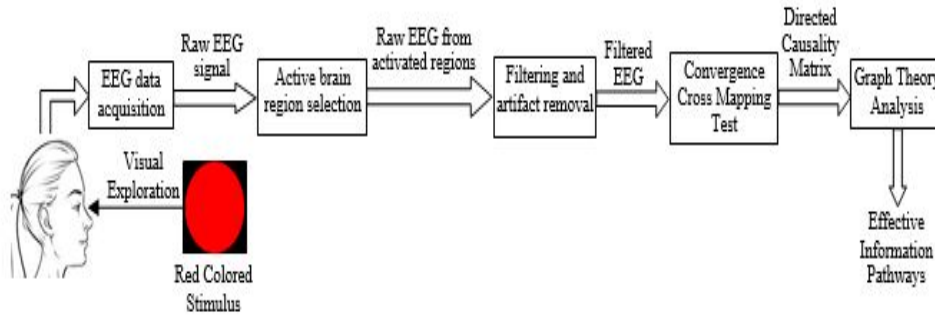 EEG data
acquisition
Raw EEG
signal
Active brain
region selection
Raw EEG from
activated regions
Filtering and
artifact removal
Filtered
EEG
Convergence
Cross Mapping
Test
Directed
Causality
Matrix
Graph Theory
Analysis
Visual
Exploration
Red Colored
Stimulus
Effective
Information
Pathways